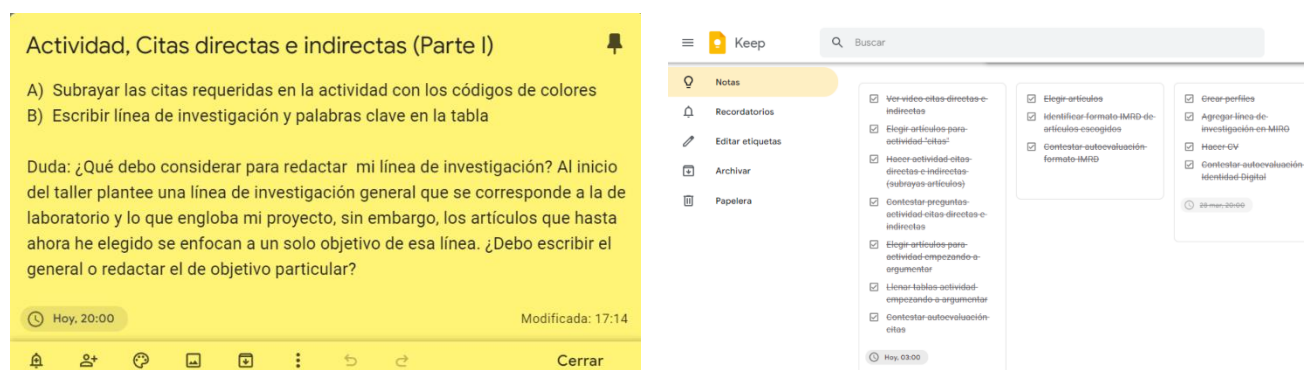 Actividad, Citas directas e indirectas (Parte I)
A) Subrayar las citas requeridas en la actividad con los códigos de colores
B) Escribir línea de investigación y palabras clave en la tabla
Duda: ¿Qué debo considerar para redactar mi línea de investigación? Al inicio
del taller plantee una línea de investigación general que se corresponde a la de
laboratorio y lo que engloba mi proyecto, sin embargo, los artículos que hasta
ahora he elegido se enfocan a un solo objetivo de esa línea. ¿Debo escribir el
general o redactar el de objetivo particular?
Hoy, 20:00
Modificada: 17:14
Cerrar
Keep
Buscar
Notas
Recordatorios
Editar etiquetas
Archivar
Papelera
Ver video citas directas e
indirectas
Elegir artículos para
actividad "citas"
Hacer actividad citas
directas e indirectas
(subrayas artículos)
Contestar preguntas
actividad citas directas e
indirectas
Elegir artículos para
actividad empezando a
argumentar
Llenar tablas actividad
empezando a argumentar
Contestar autoevaluación
citas
Hoy, 03:00
Elegir artículos
Identificar formato IMRD de
artículos escogidos
Contestar autoevaluación
formato IMRD
Crear perfiles
Agregar línea de
investigación en MIRO
Hacer CV
Contestar autoevaluación
Identidad Digital
25 mar. 20:00